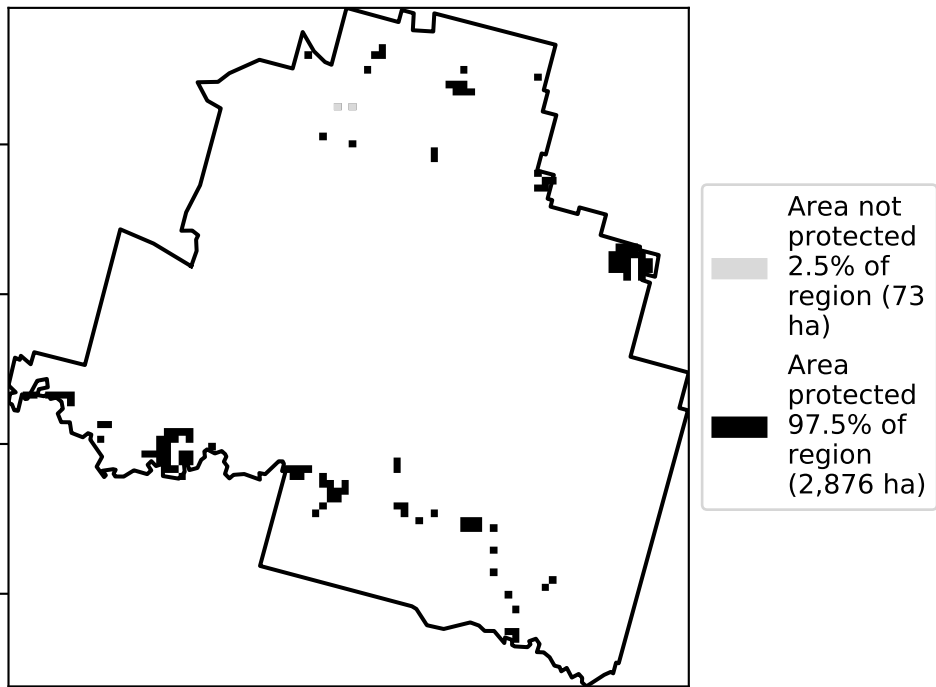 Area not
protected
2.5% of
region (73
ha)
Area
protected
97.5% of
region
(2,876 ha)